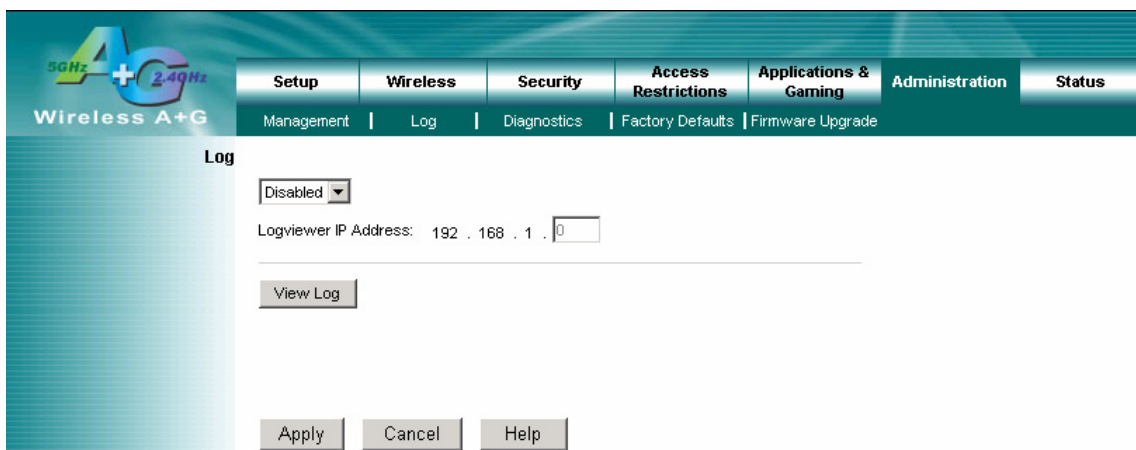 5GHz
A+G
2.4GHz
Wireless A+G
Setup
Wireless
Security
Access
Restrictions
Applications &
Gaming
Administration
Status
Management | Log | Diagnostics | Factory Defaults | Firmware Upgrade
Log
Disabled
Logviewer IP Address: 192 . 168 . 1 . 0
View Log
Apply
Cancel
Help